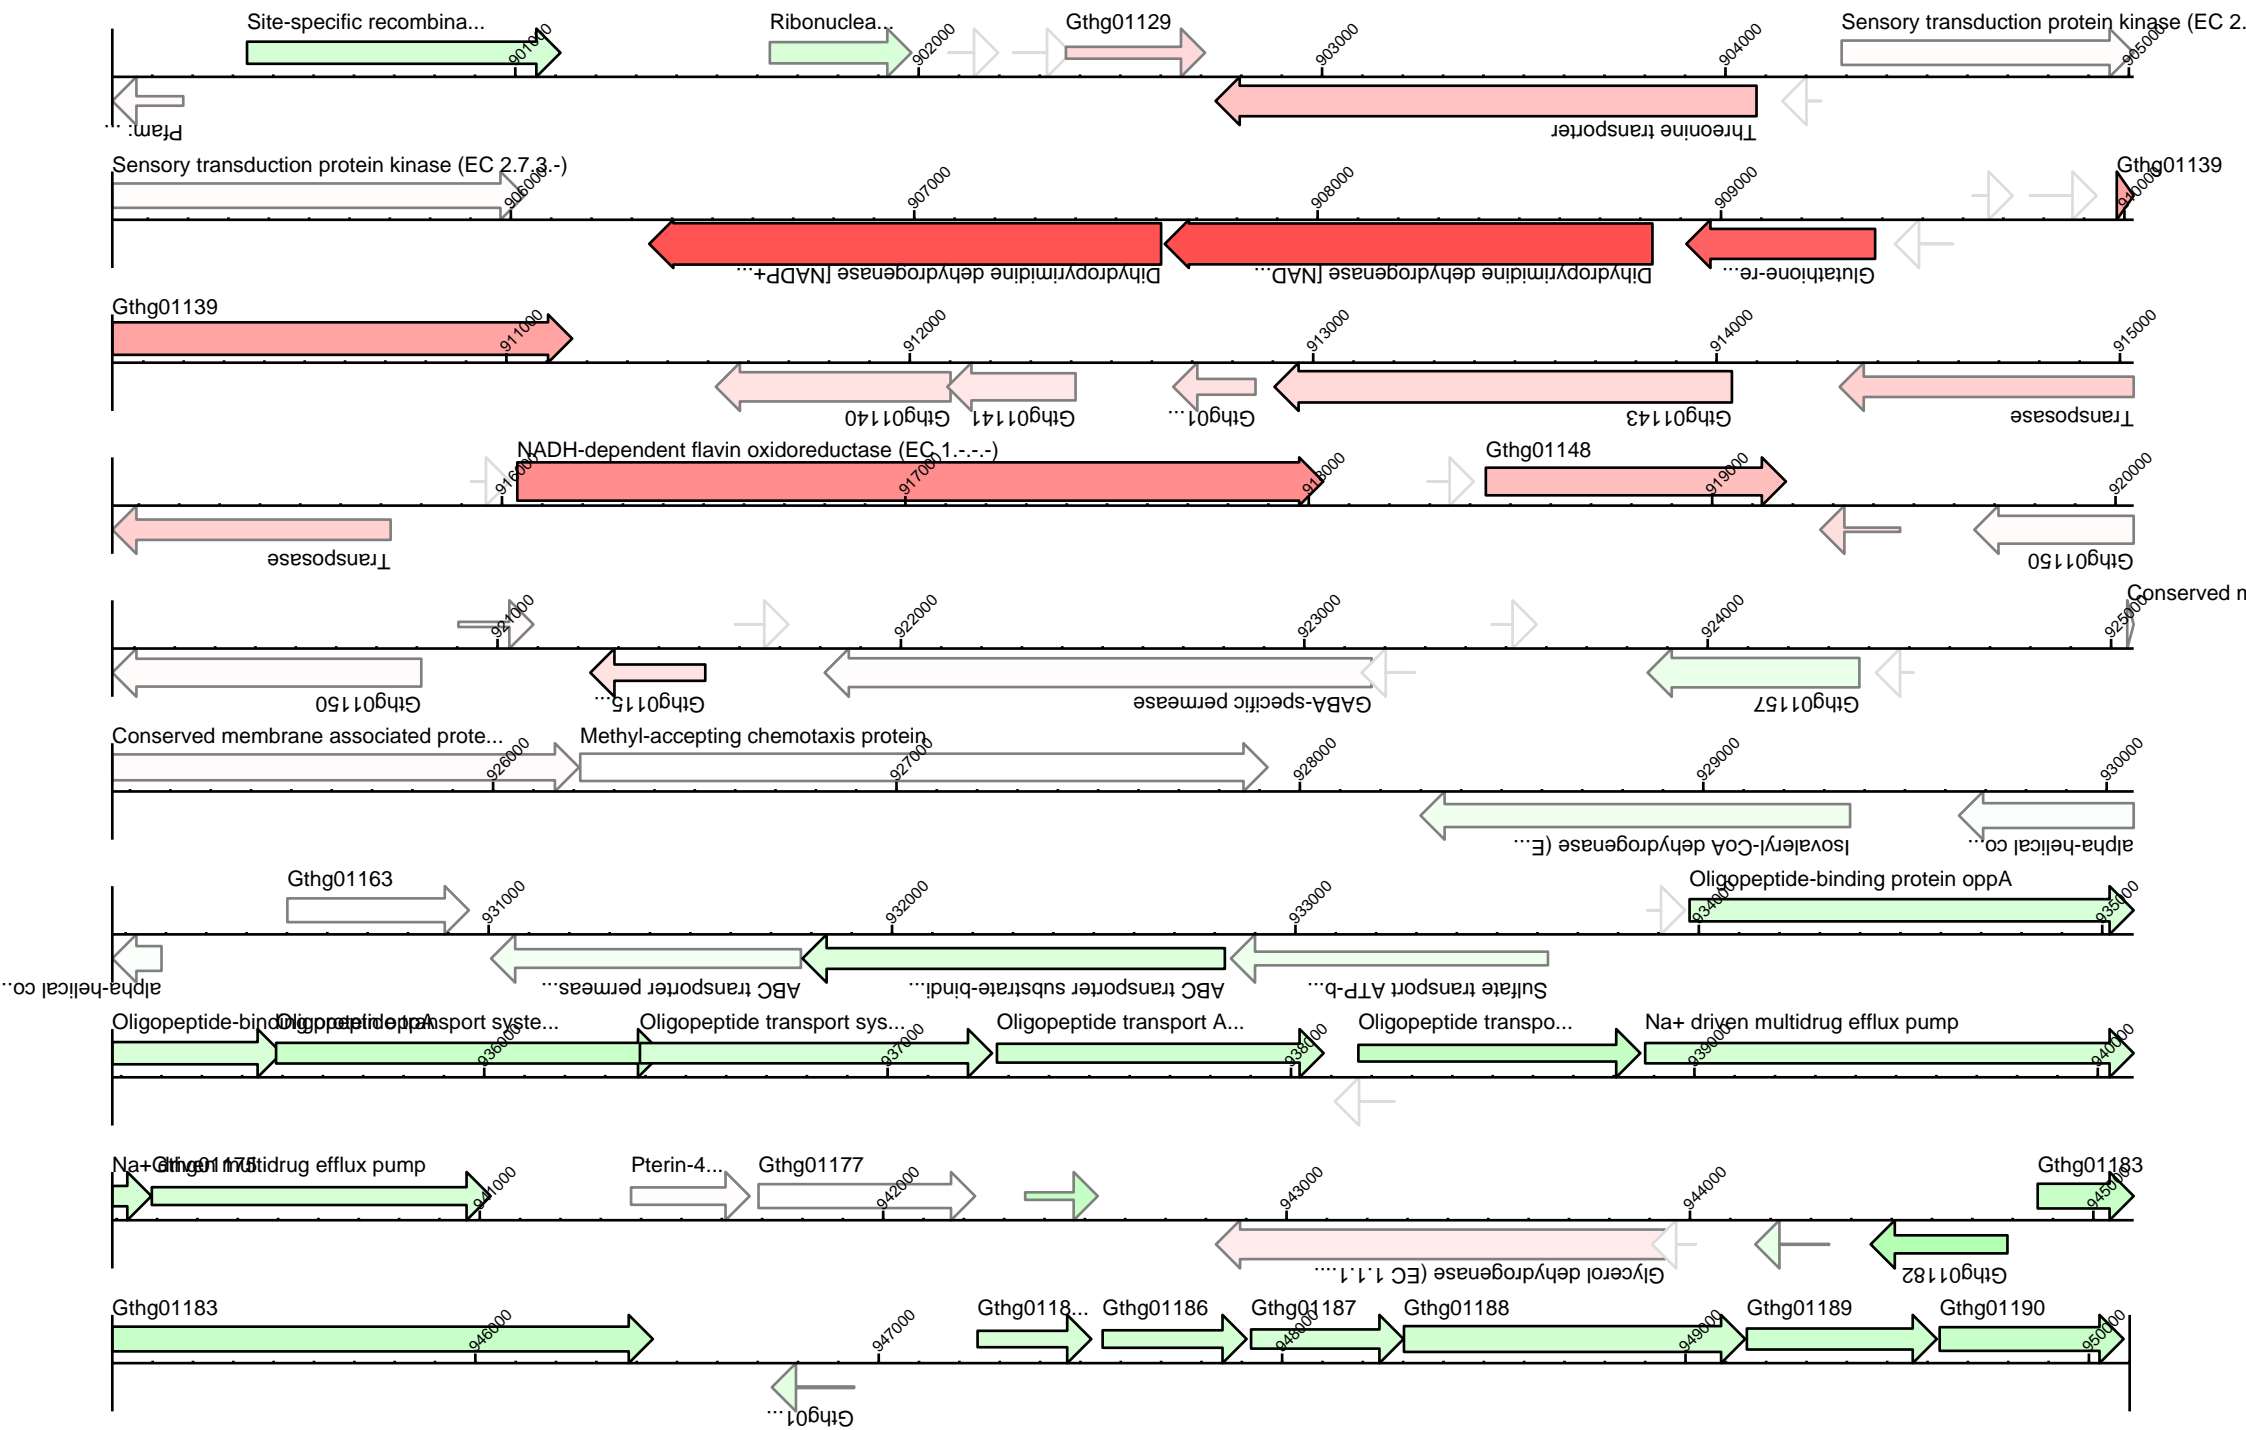 Site-specific recombina...
Ribonuclea...
Gthg01129
Sensory transduction protein kinase (EC 2.
901000
902000
903000
904000
905000
Pfam: ...
Threonine transporter
Sensory transduction protein kinase (EC 2.7.3.-)
Gthg01139
906000
907000
908000
909000
910000
Dihydropyrimidine dehydrogenase [NADP+...
Dihydropyrimidine dehydrogenase [NAD...
Glutathione-re...
Gthg01139
911000
912000
913000
914000
915000
Gthg01140
Gthg01141
Gthg01...
Gthg01143
Transposase
NADH-dependent flavin oxidoreductase (EC 1.-.-.-)
Gthg01148
916000
917000
918000
919000
920000
Transposase
Gthg01150
Conserved m
921000
922000
923000
924000
925000
Gthg01150
Gthg0115...
GABA-specific permease
Gthg01157
Conserved membrane associated prote...
Methyl-accepting chemotaxis protein
926000
927000
928000
929000
930000
Isovaleryl-CoA dehydrogenase (E...
alpha-helical co...
Gthg01163
Oligopeptide-binding protein oppA
931000
932000
933000
934000
935000
alpha-helical co...
ABC transporter permeas...
ABC transporter substrate-bindi...
Sulfate transport ATP-b...
Oligopeptide-binding protein oppA
Oligopeptide transport syste...
Oligopeptide transport sys...
Oligopeptide transport A...
Oligopeptide transpo...
Na+ driven multidrug efflux pump
936000
937000
938000
939000
940000
Na+ driven multidrug efflux pump
Gthg01175
Pterin-4...
Gthg01177
Gthg01183
941000
942000
943000
944000
945000
Glycerol dehydrogenase (EC 1.1.1....
Gthg01182
Gthg01183
Gthg0118...
Gthg01186
Gthg01187
Gthg01188
Gthg01189
Gthg01190
946000
947000
948000
949000
950000
Gthg01...